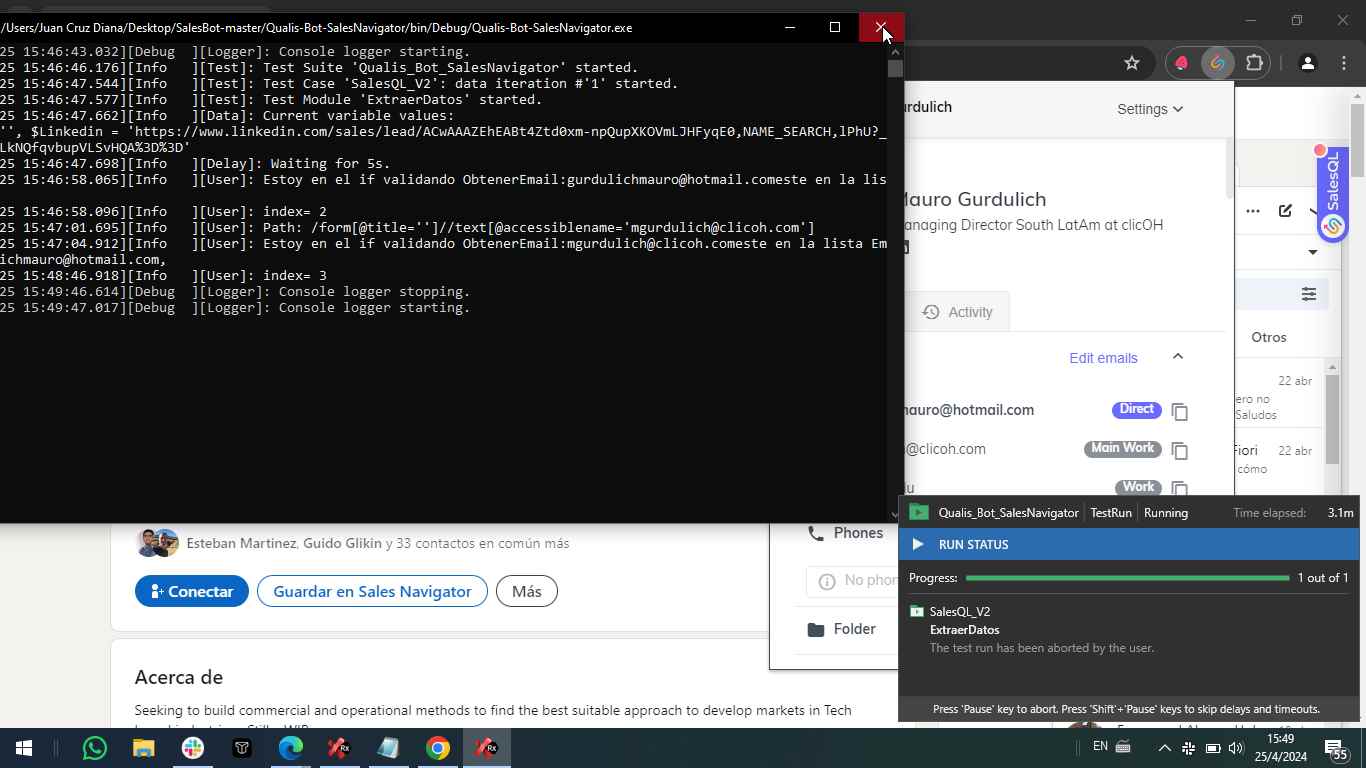 /Users/Juan Cruz Diana/Desktop/SalesBot-master/Qualis-Bot-SalesNavigator/bin/Debug/Qualis-Bot-SalesNavigator.exe
25 15:46:43.032][Debug ][Logger]: Console logger starting.
25 15:46:46.176][Info ][Test]: Test Suite 'Qualis_Bot_SalesNavigator' started.
25 15:46:47.544][Info ][Test]: Test Case 'SalesQL_V2': data iteration #'1' started.
25 15:46:47.577][Info ][Test]: Test Module 'ExtraerDatos' started.
25 15:46:47.662][Info ][Data]: Current variable values:
'', $Linkedin = 'https://www.linkedin.com/sales/lead/ACwAAAZEhEABt4Ztd0xm-npQupXKOVmLJHFyqE0,NAME_SEARCH,lPhU?_
LkNQfqvbupVLSvHQA%3D%3D'
25 15:46:47.698][Info ][Delay]: Waiting for 5s.
25 15:46:58.065][Info ][User]: Estoy en el if validando ObtenerEmail:gurdulichmauro@hotmail.comeste en la lis
25 15:46:58.096][Info ][User]: index= 2
25 15:47:01.695][Info ][User]: Path: /form[@title='']//text[@accessiblename='mgurdulich@clicoh.com']
25 15:47:04.912][Info ][User]: Estoy en el if validando ObtenerEmail:mgurdulich@clicoh.comeste en la lista Em
ichmauro@hotmail.com,
25 15:48:46.918][Info ][User]: index= 3
25 15:49:46.614][Debug ][Logger]: Console logger stopping.
25 15:49:47.017][Debug ][Logger]: Console logger starting.
urdulich
Settings
Mauro Gurdulich
anaging Director South LatAm at clicOH
Activity
Edit emails
mauro@hotmail.com
Direct
@clicoh.com
Main Work
Work
SalesQL
Otros
22 abr
ero no
Saludos
Fiori
22 abr
cómo
Esteban Martinez, Guido Glikin y 33 contactos en común más
Conectar
Guardar en Sales Navigator
Más
Acerca de
Seeking to build commercial and operational methods to find the best suitable approach to develop markets in Tech
Phones
No phon
Folder
Qualis_Bot_SalesNavigator
TestRun
Running
Time elapsed:
3.1m
RUN STATUS
Progress:
1 out of 1
SalesQL_V2
ExtraerDatos
The test run has been aborted by the user.
Press 'Pause' key to abort. Press 'Shift'+'Pause' keys to skip delays and timeouts.
EN
15:49
25/4/2024
55